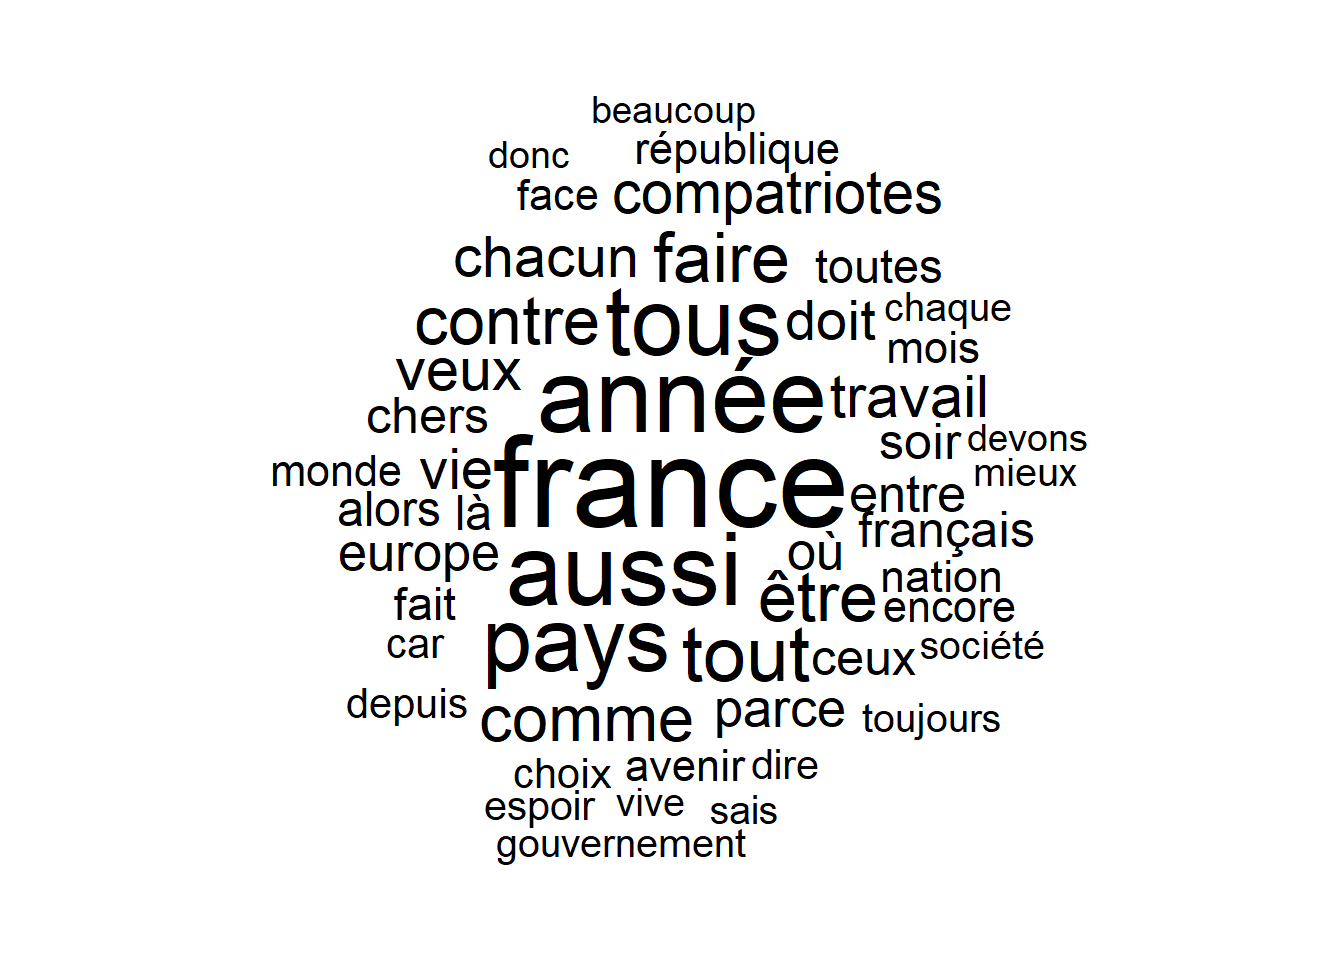 beaucoup
donc république
face compatriotes
chacun faire toutes
contre tous doit chaque
mois
veux année travail
chers soir devons
monde vie france entre mieux
alors là français
europe aussi où
fait être nation
encore
car pays tout ceux société
depuis comme parce toujours
choix avenir dire
espoir vive sais
gouvernement